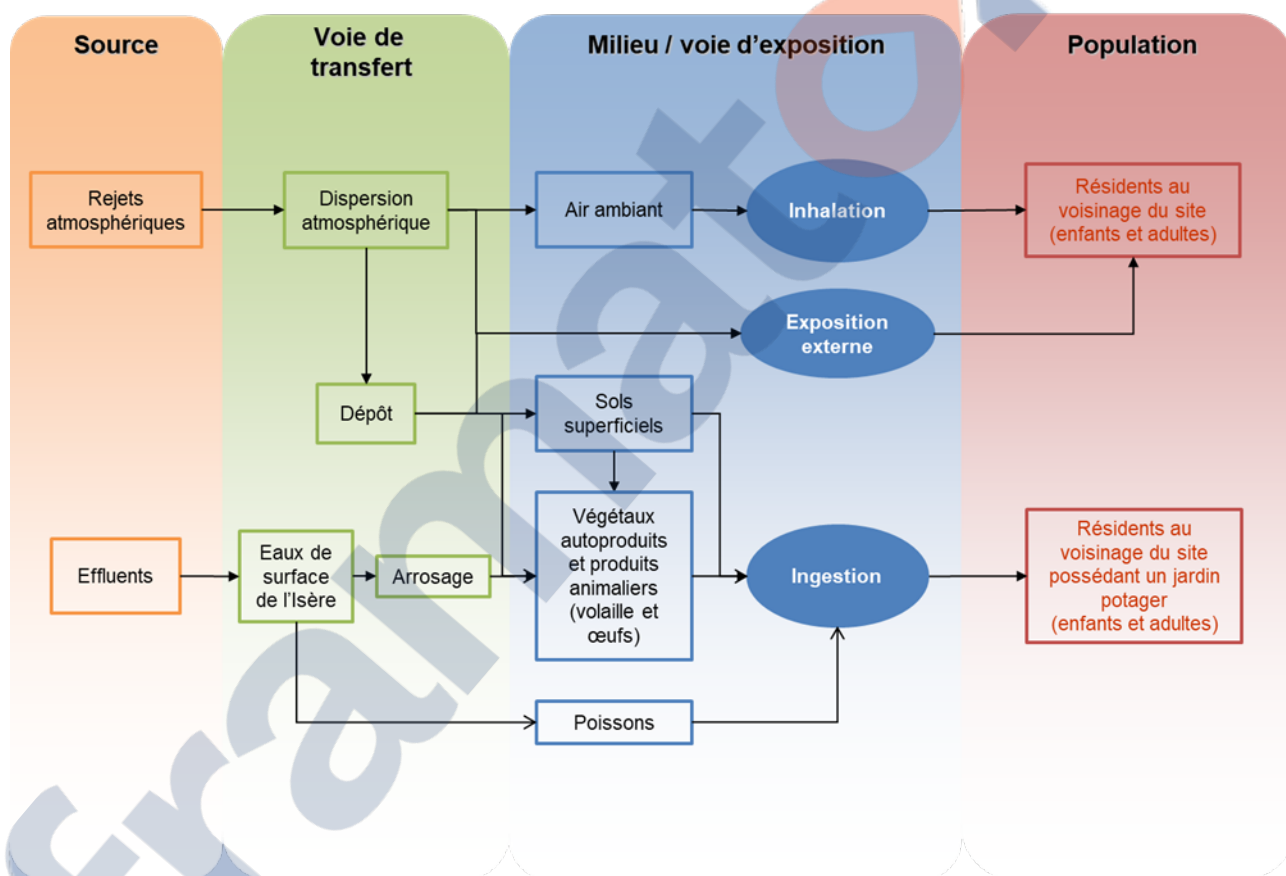 Source
Voie de
transfert
Milieu / voie d'exposition
Population
Rejets
atmosphériques
Dispersion
atmosphérique
Air ambiant
Inhalation
Résidents au
voisinage du site
(enfants et adultes)
Exposition
externe
Dépôt
Sols
superficiels
Effluents
Eaux de
surface
de l'Isère
Arrosage
Végétaux
autoproduits
et produits
animaliers
(volaille et
œufs)
Ingestion
Résidents au
voisinage du site
possédant un jardin
potager
(enfants et adultes)
Poissons
framat